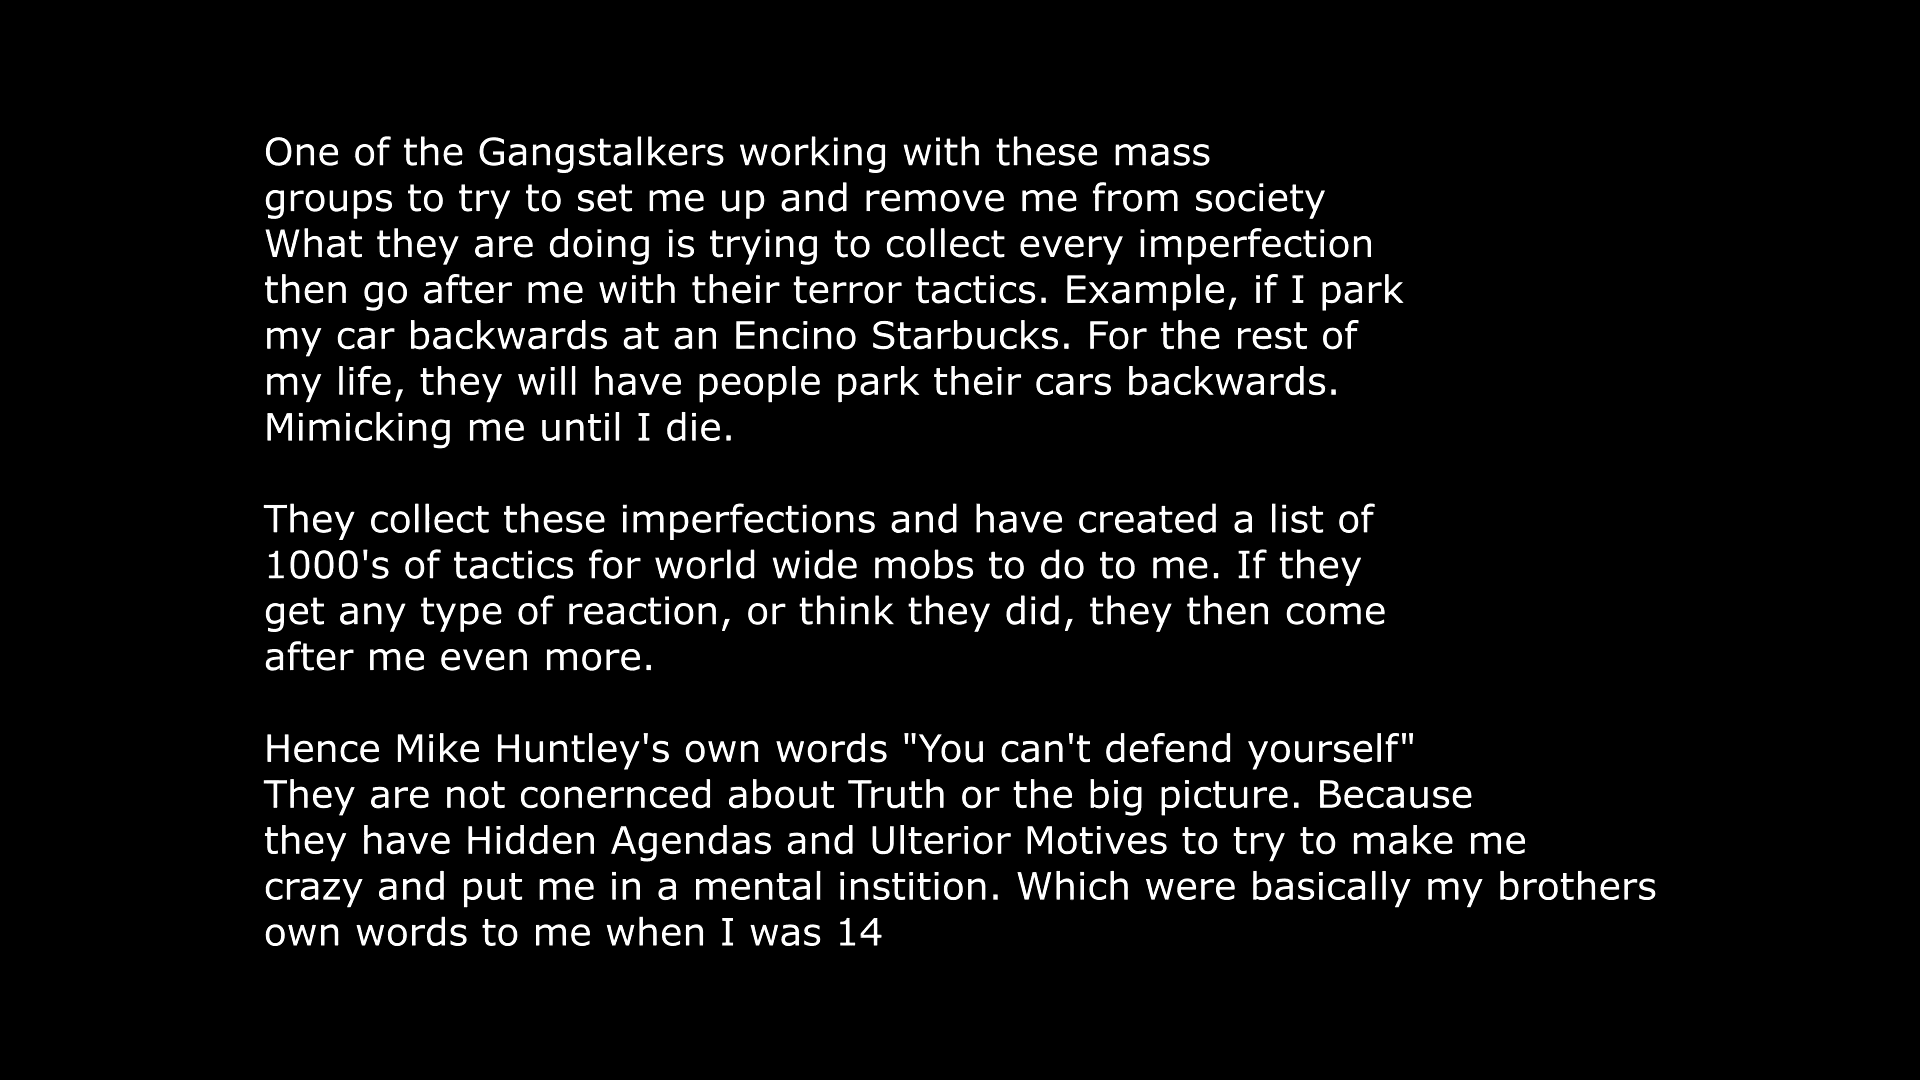 One of the Gangstalkers working with these mass
groups to try to set me up and remove me from society
What they are doing is trying to collect every imperfection
then go after me with their terror tactics. Example, if I park
my car backwards at an Encino Starbucks. For the rest of
my life, they will have people park their cars backwards.
Mimicking me until I die.

They collect these imperfections and have created a list of
1000's of tactics for world wide mobs to do to me. If they
get any type of reaction, or think they did, they then come
after me even more.

Hence Mike Huntley's own words "You can't defend yourself"
They are not conernced about Truth or the big picture. Because
they have Hidden Agendas and Ulterior Motives to try to make me
crazy and put me in a mental instition. Which were basically my brothers
own words to me when I was 14